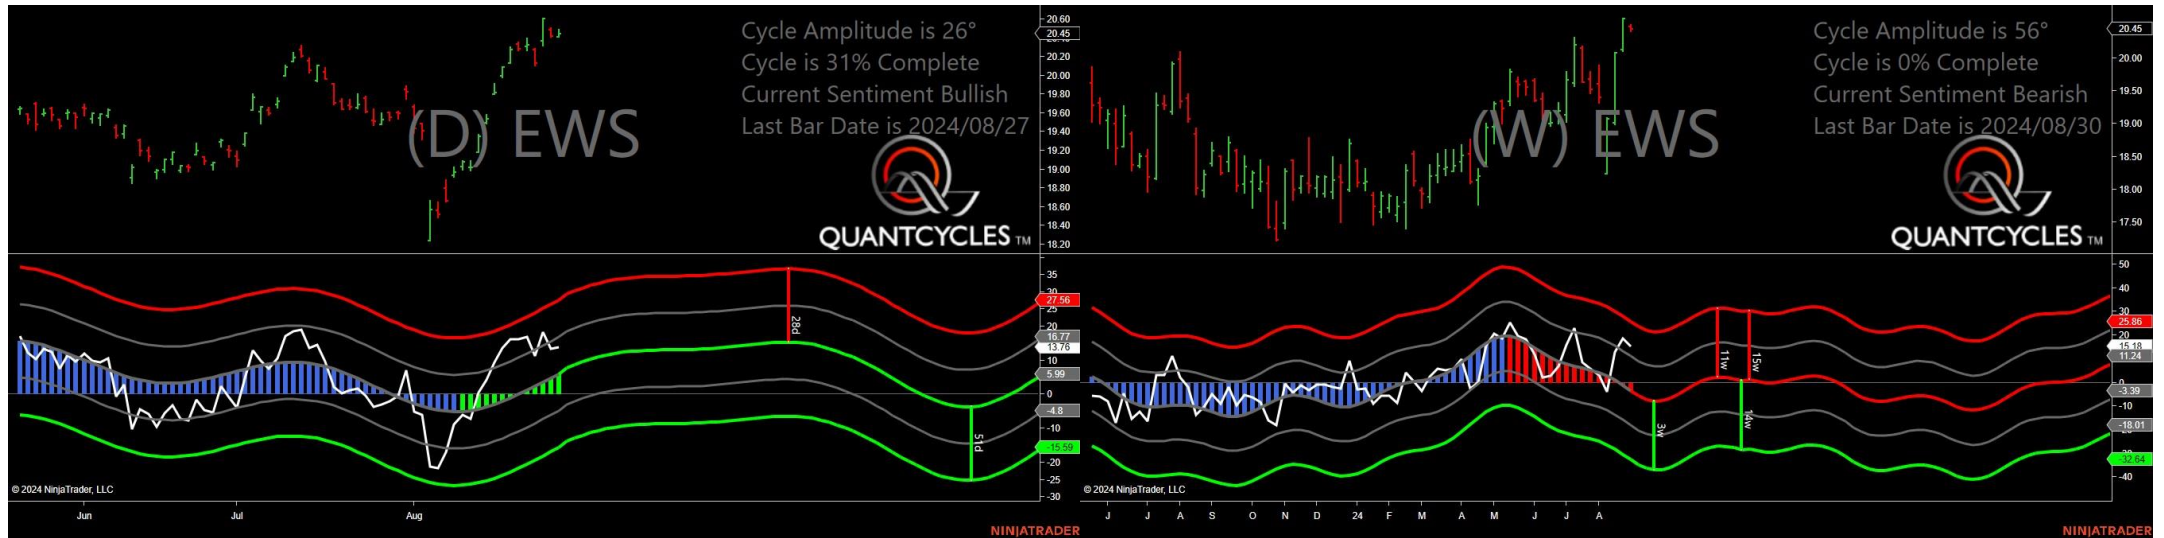 Cycle Amplitude is 26°
Cycle is 31% Complete
Current Sentiment Bullish
Last Bar Date is 2024/08/27
(D) EWS
QUANTCYCLES TM
20.60
20.45
20.20
20.00
19.80
19.60
19.40
19.20
19.00
18.80
18.60
18.40
18.20
35
30
27.56
25
20
16.77
13.76
10
5.99
0
-4.8
-10
-15.59
-20
-25
-30
28d
51d
© 2024 NinjaTrader, LLC
Jun
Jul
Aug
NINJATRADER
Cycle Amplitude is 56°
Cycle is 0% Complete
Current Sentiment Bearish
Last Bar Date is 2024/08/30
(W) EWS
QUANTCYCLES TM
20.45
20.00
19.50
19.00
18.50
18.00
17.50
50
40
30
25.86
15.18
11.24
0
-3.39
-10
-18.01
-32.64
-40
11w
15w
3w
14w
© 2024 NinjaTrader, LLC
J
J
A
S
O
N
D
24
F
M
A
M
J
J
A
NINJATRADER